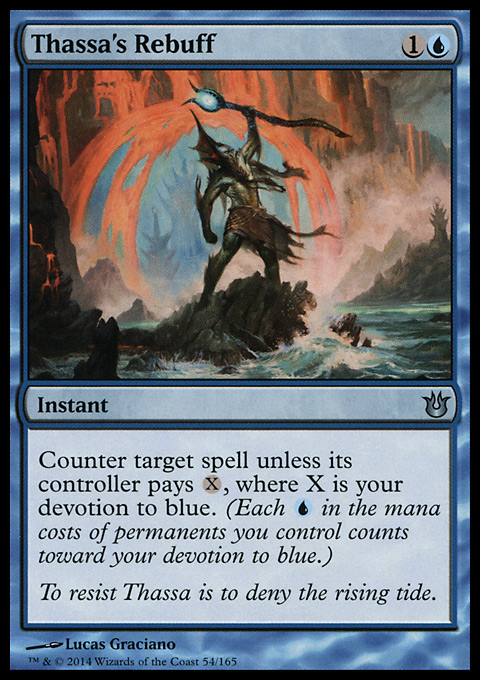 Thassa's Rebuff 1
Instant
Counter target spell unless its
controller pays X, where X is your
devotion to blue. (Each in the mana
costs of permanents you control counts
toward your devotion to blue.)
To resist Thassa is to deny the rising tide.
Lucas Graciano
™ & © 2014 Wizards of the Coast 54/165